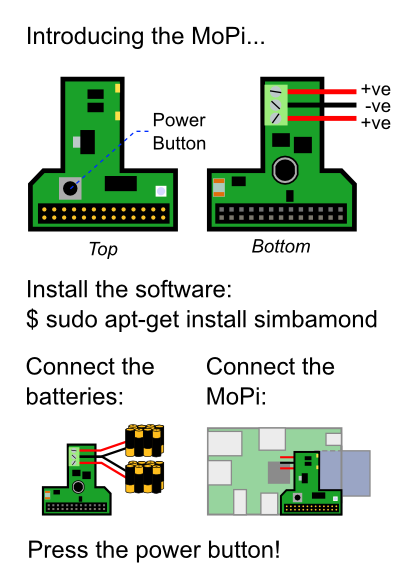 Introducing the MoPi...
+ve
-ve
+ve
Power
Button
Top
Bottom
Install the software:
$ sudo apt-get install simbamond
Connect the
batteries:
Connect the
MoPi:
Press the power button!